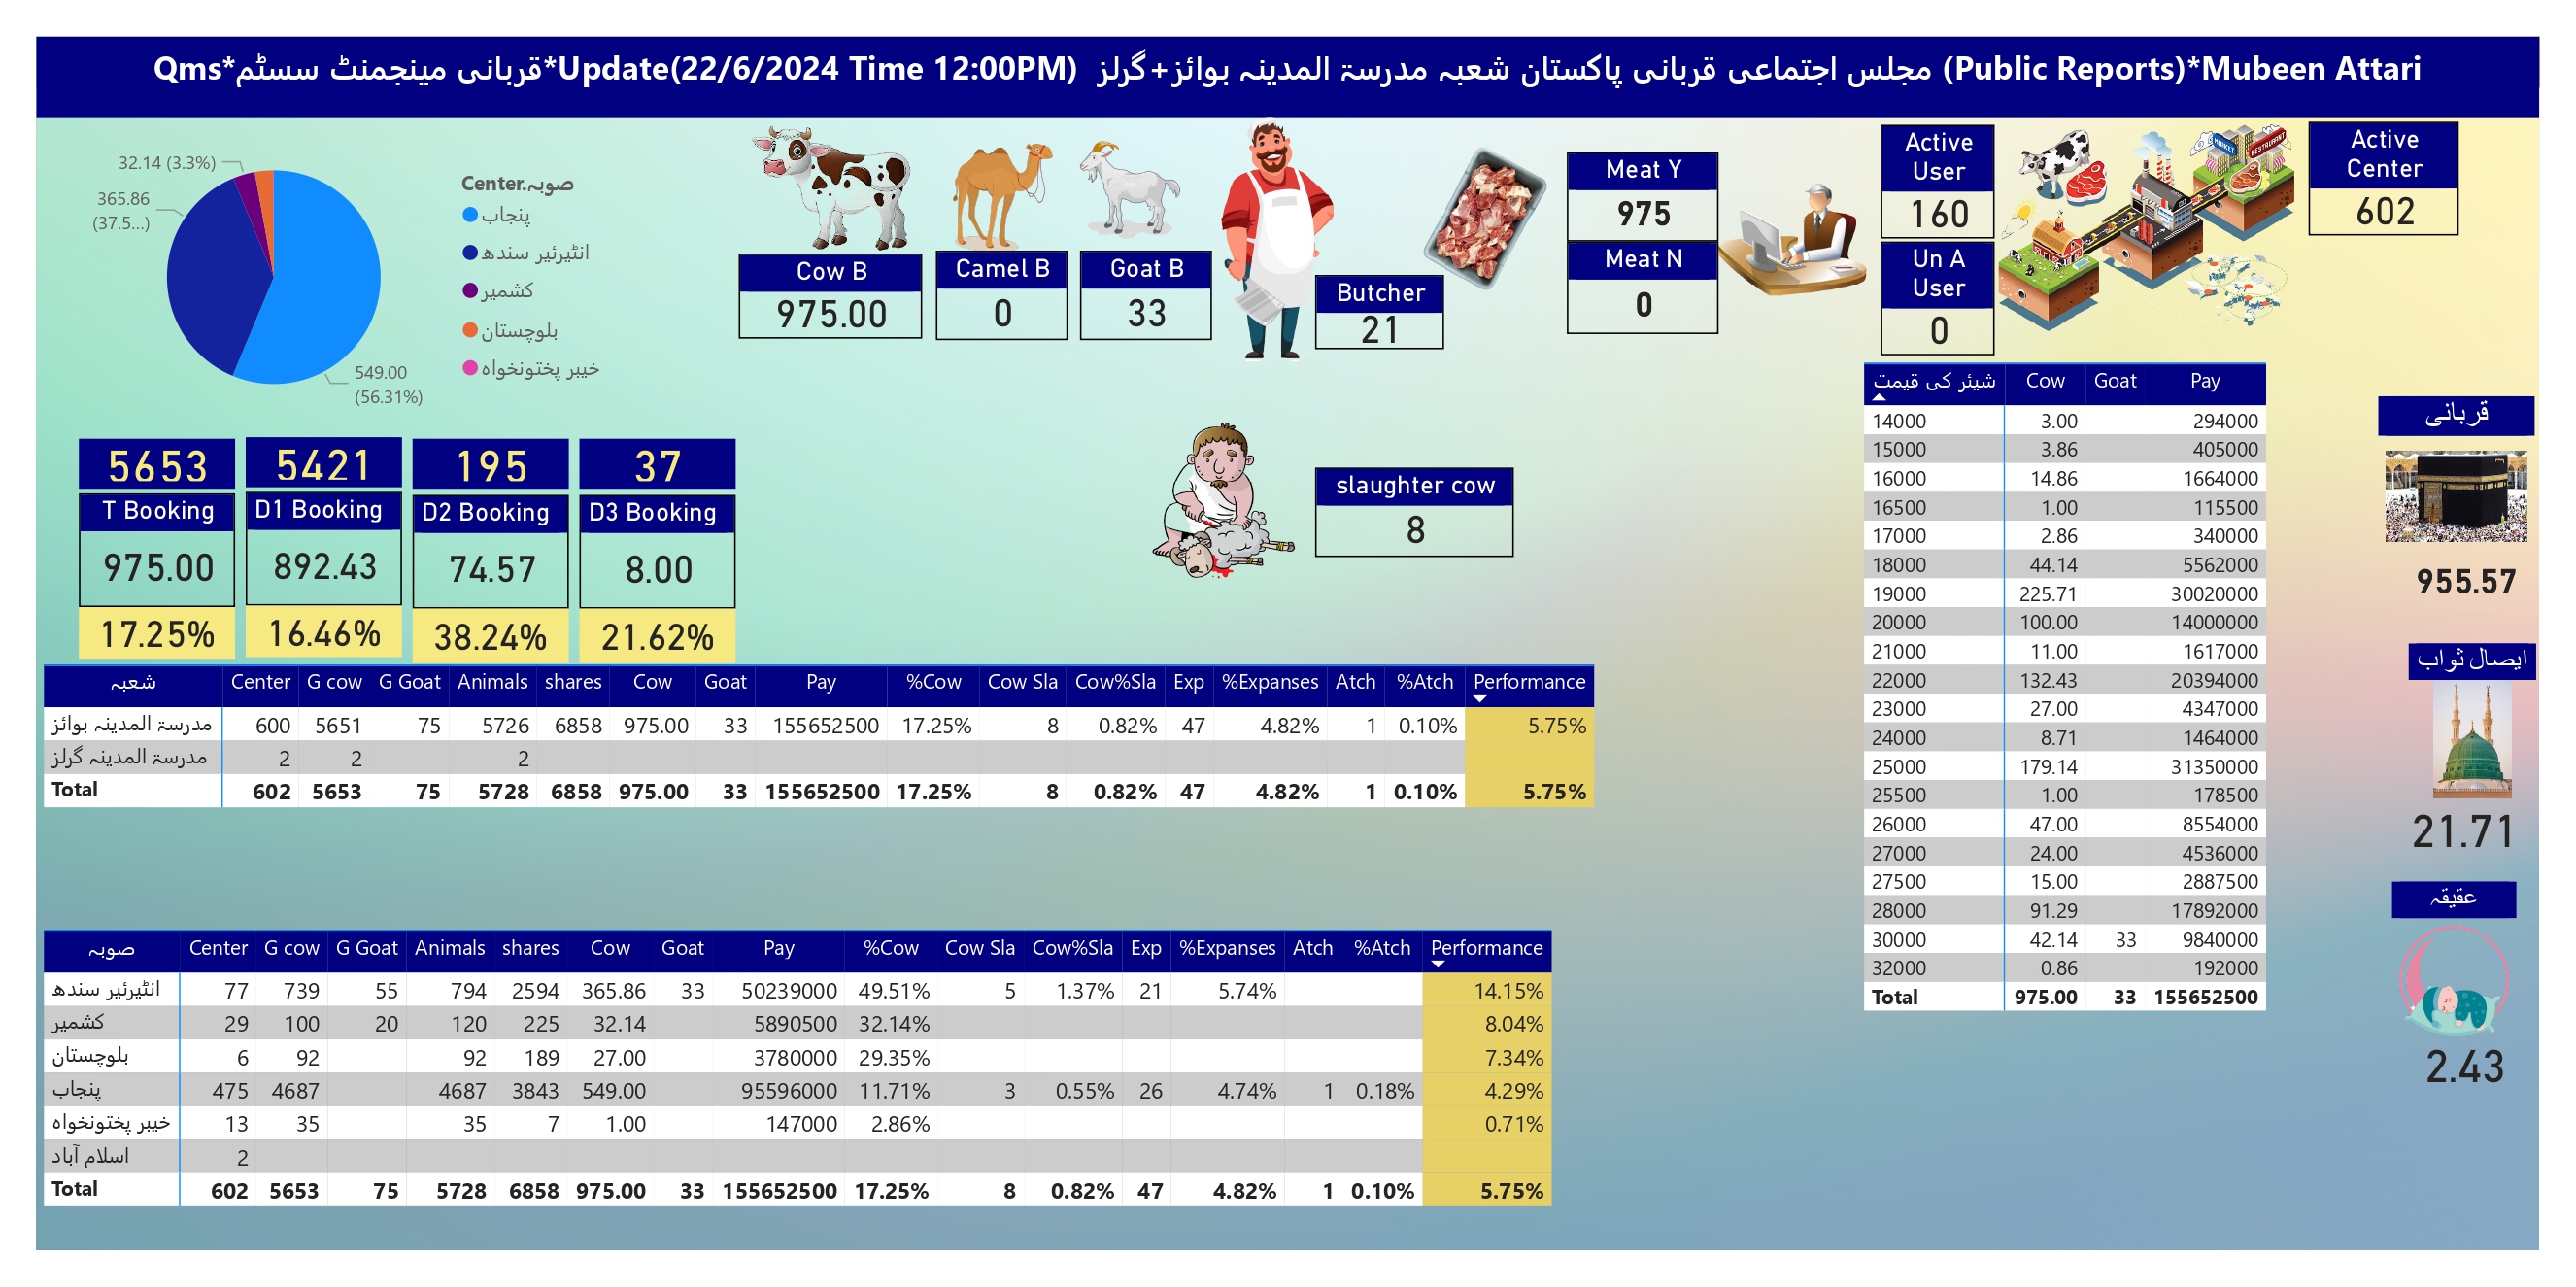 Qms*قربانی مینجمنٹ سسٹم*Update(22/6/2024 Time 12:00PM) مجلس اجتماعی قربانی پاکستان شعبہ مدرسۃ المدینہ بوائز+گرلز (Public Reports)*Mubeen Attari
32.14 (3.3%)
365.86
(37.5...)
549.00
(56.31%)
Center.صوبہ
پنجاب
انٹیرئیر سندھ
کشمیر
بلوچستان
خیبر پختونخواہ
Cow B
975.00
Camel B
0
Goat B
33
Butcher
21
Meat Y
975
Meat N
0
Active
User
160
Un A
User
0
MARKET
RESTAURANT
Active
Center
602
5653
T Booking
975.00
17.25%
5421
D1 Booking
892.43
16.46%
195
D2 Booking
74.57
38.24%
37
D3 Booking
8.00
21.62%
slaughter cow
8
شعبہ Center G cow G Goat Animals shares Cow Goat Pay %Cow Cow Sla Cow%Sla Exp %Expanses Atch %Atch Performance
مدرسۃ المدینہ بوائز 600 5651 75 5726 6858 975.00 33 155652500 17.25% 8 0.82% 47 4.82% 1 0.10% 5.75%
مدرسۃ المدینہ گرلز 2 2 2
Total 602 5653 75 5728 6858 975.00 33 155652500 17.25% 8 0.82% 47 4.82% 1 0.10% 5.75%
صوبہ Center G cow G Goat Animals shares Cow Goat Pay %Cow Cow Sla Cow%Sla Exp %Expanses Atch %Atch Performance
انٹیرئیر سندھ 77 739 55 794 2594 365.86 33 50239000 49.51% 5 1.37% 21 5.74% 14.15%
کشمیر 29 100 20 120 225 32.14 5890500 32.14% 8.04%
بلوچستان 6 92 92 189 27.00 3780000 29.35% 7.34%
پنجاب 475 4687 4687 3843 549.00 95596000 11.71% 3 0.55% 26 4.74% 1 0.18% 4.29%
خیبر پختونخواہ 13 35 35 7 1.00 147000 2.86% 0.71%
اسلام آباد 2
Total 602 5653 75 5728 6858 975.00 33 155652500 17.25% 8 0.82% 47 4.82% 1 0.10% 5.75%
شیئر کی قیمت Cow Goat Pay
14000 3.00 294000
15000 3.86 405000
16000 14.86 1664000
16500 1.00 115500
17000 2.86 340000
18000 44.14 5562000
19000 225.71 30020000
20000 100.00 14000000
21000 11.00 1617000
22000 132.43 20394000
23000 27.00 4347000
24000 8.71 1464000
25000 179.14 31350000
25500 1.00 178500
26000 47.00 8554000
27000 24.00 4536000
27500 15.00 2887500
28000 91.29 17892000
30000 42.14 33 9840000
32000 0.86 192000
Total 975.00 33 155652500
قربانی
955.57
ایصال ثواب
21.71
عقیقہ
2.43